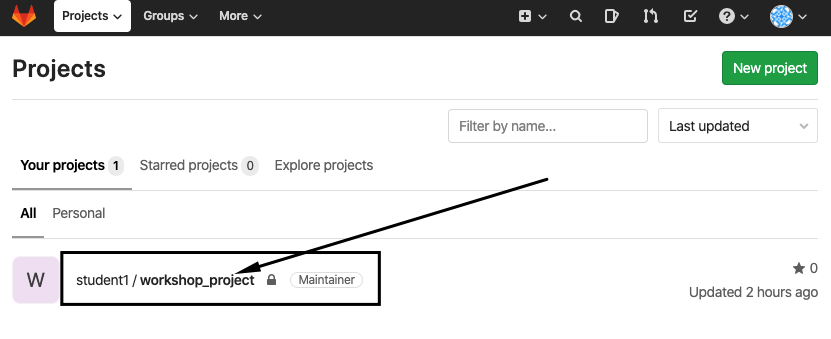 Projects Groups More
Projects
New project
Filter by name...
Last updated
Your projects 1 Starred projects 0 Explore projects
All Personal
W student1 / workshop_project Maintainer 0
Updated 2 hours ago